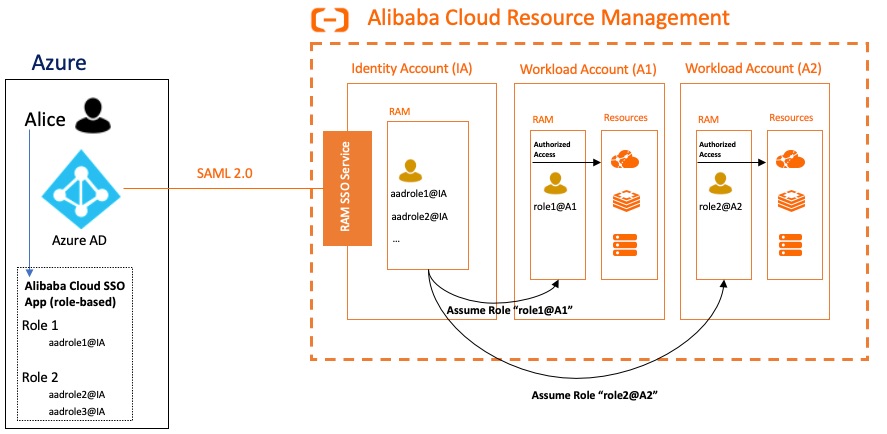 Alibaba Cloud Resource Management
Azure
Alice
Azure AD
Alibaba Cloud SSO
App (role-based)
Role 1
aadrole1@IA
Role 2
aadrole2@IA
aadrole3@IA
SAML 2.0
RAM SSO Service
Identity Account (IA)
RAM
aadrole1@IA
aadrole2@IA
...
Workload Account (A1)
RAM
Authorized
Access
role1@A1
Resources
Workload Account (A2)
RAM
Authorized
Access
role2@A2
Resources
Assume Role “role1@A1”
Assume Role “role2@A2”